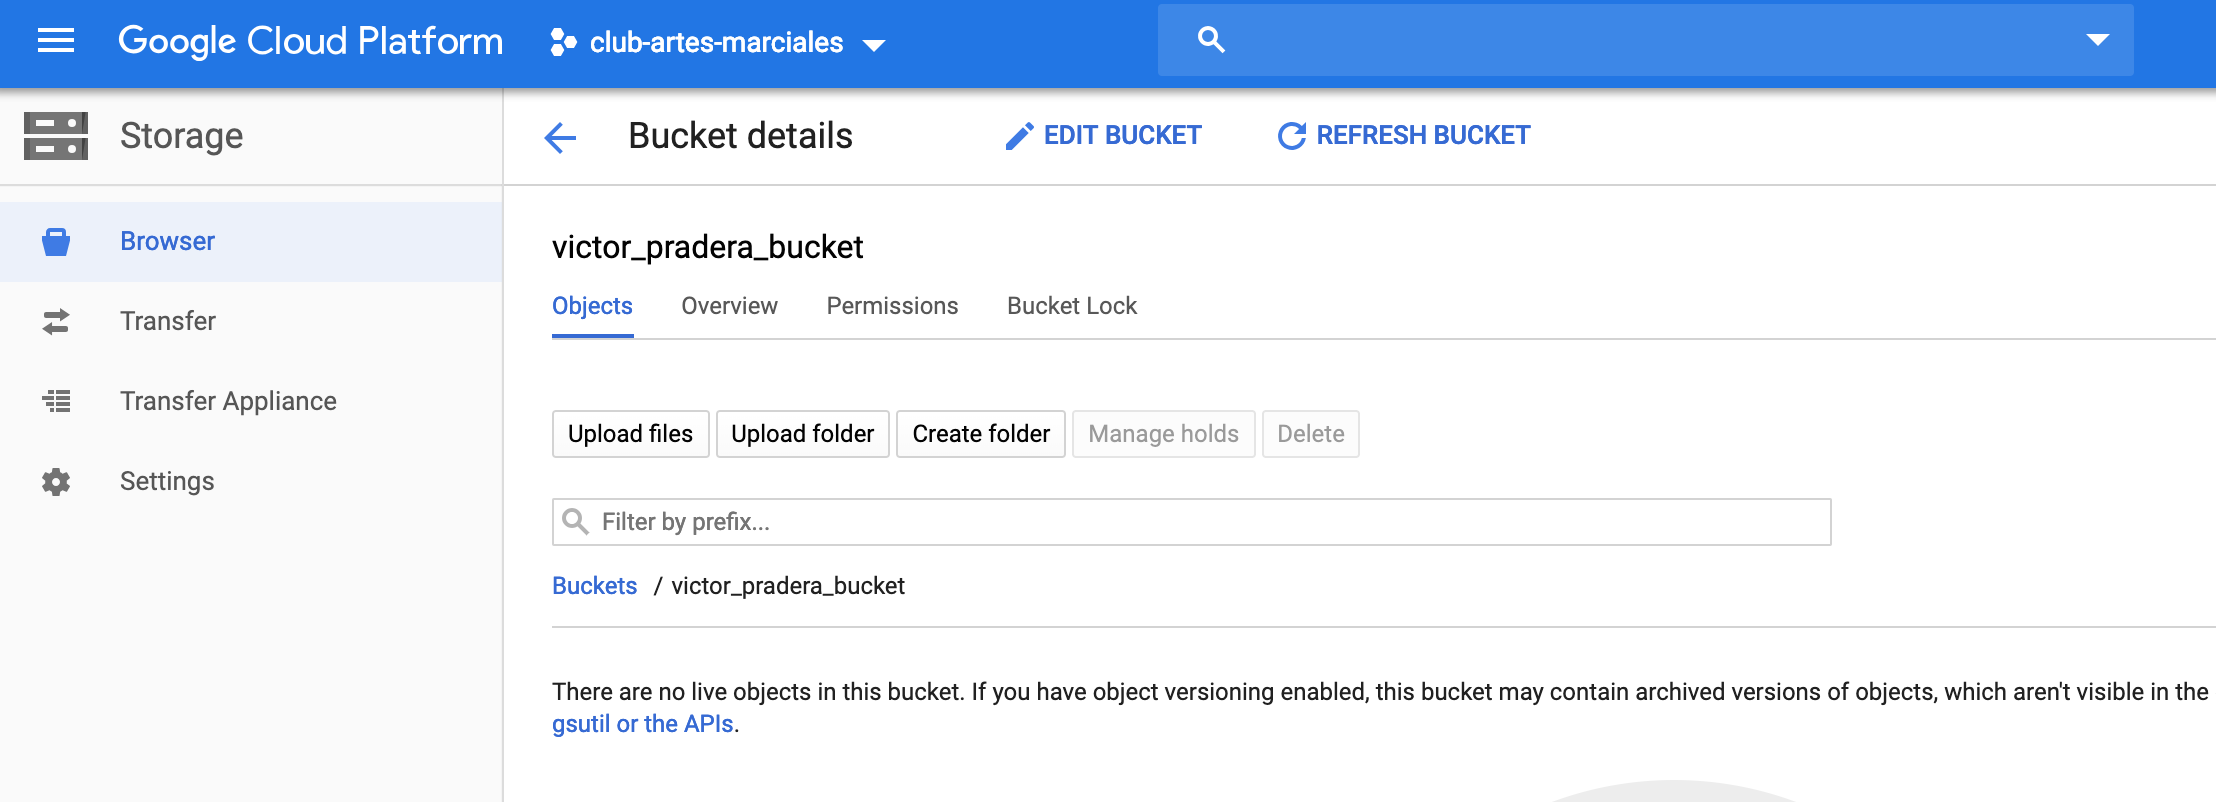 Google Cloud Platform club-artes-marciales
Storage
Bucket details EDIT BUCKET REFRESH BUCKET
Browser
Transfer
Transfer Appliance
Settings
victor_pradera_bucket
Objects Overview Permissions Bucket Lock
Upload files Upload folder Create folder Manage holds Delete
Filter by prefix...
Buckets / victor_pradera_bucket
There are no live objects in this bucket. If you have object versioning enabled, this bucket may contain archived versions of objects, which aren't visible in the
gsutil or the APIs.